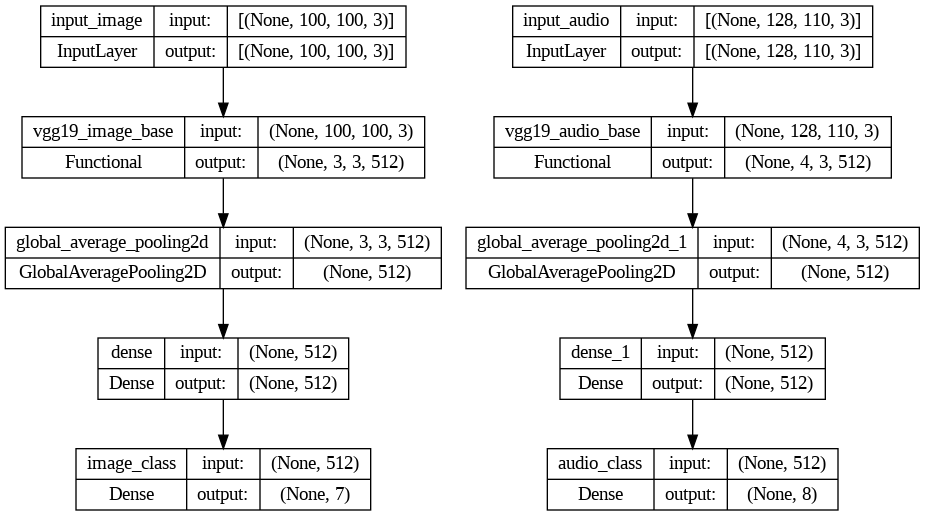 input_image input: [(None, 100, 100, 3)]
InputLayer output: [(None, 100, 100, 3)]
vgg19_image_base input: (None, 100, 100, 3)
Functional output: (None, 3, 3, 512)
global_average_pooling2d input: (None, 3, 3, 512)
GlobalAveragePooling2D output: (None, 512)
dense input: (None, 512)
Dense output: (None, 512)
image_class input: (None, 512)
Dense output: (None, 7)
input_audio input: [(None, 128, 110, 3)]
InputLayer output: [(None, 128, 110, 3)]
vgg19_audio_base input: (None, 128, 110, 3)
Functional output: (None, 4, 3, 512)
global_average_pooling2d_1 input: (None, 4, 3, 512)
GlobalAveragePooling2D output: (None, 512)
dense_1 input: (None, 512)
Dense output: (None, 512)
audio_class input: (None, 512)
Dense output: (None, 8)